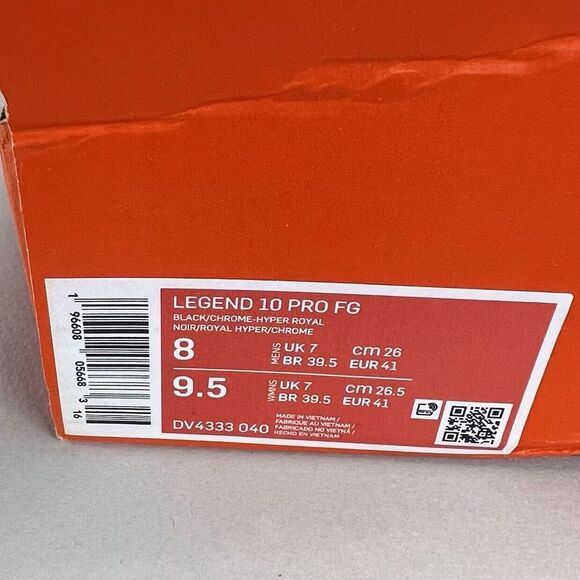 LEGEND 10 PRO FG
BLACK/CHROME-HYPER ROYAL
NOIR/ROYAL HYPER/CHROME
8 MENS UK 7 cm 26
BR 39.5 EUR 41
9.5 WMNS UK 7 cm 26.5
BR 39.5 EUR 41
DV4333 040
MADE IN VIETNAM /
FABRIQUE AU VIETNAM /
FABRICADO NO VIETNÃ /
HECHO EN VIETNAM
1 96608 05668 3 16